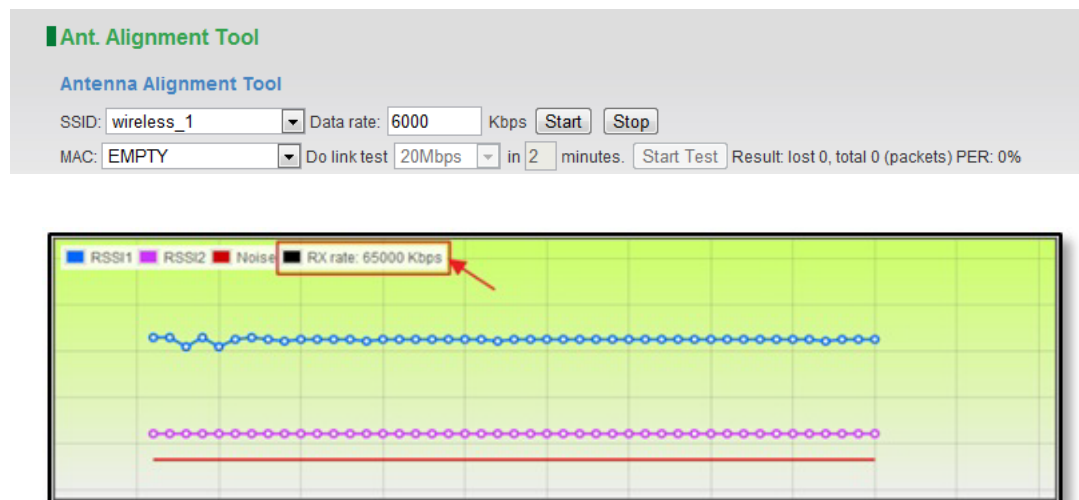 Ant. Alignment Tool
Antenna Alignment Tool
SSID: wireless_1 Data rate: 6000 Kbps Start Stop
MAC: EMPTY Do link test 20Mbps in 2 minutes. Start Test Result: lost 0, total 0 (packets) PER: 0%
RSSI1 RSSI2 Noise RX rate: 65000 Kbps